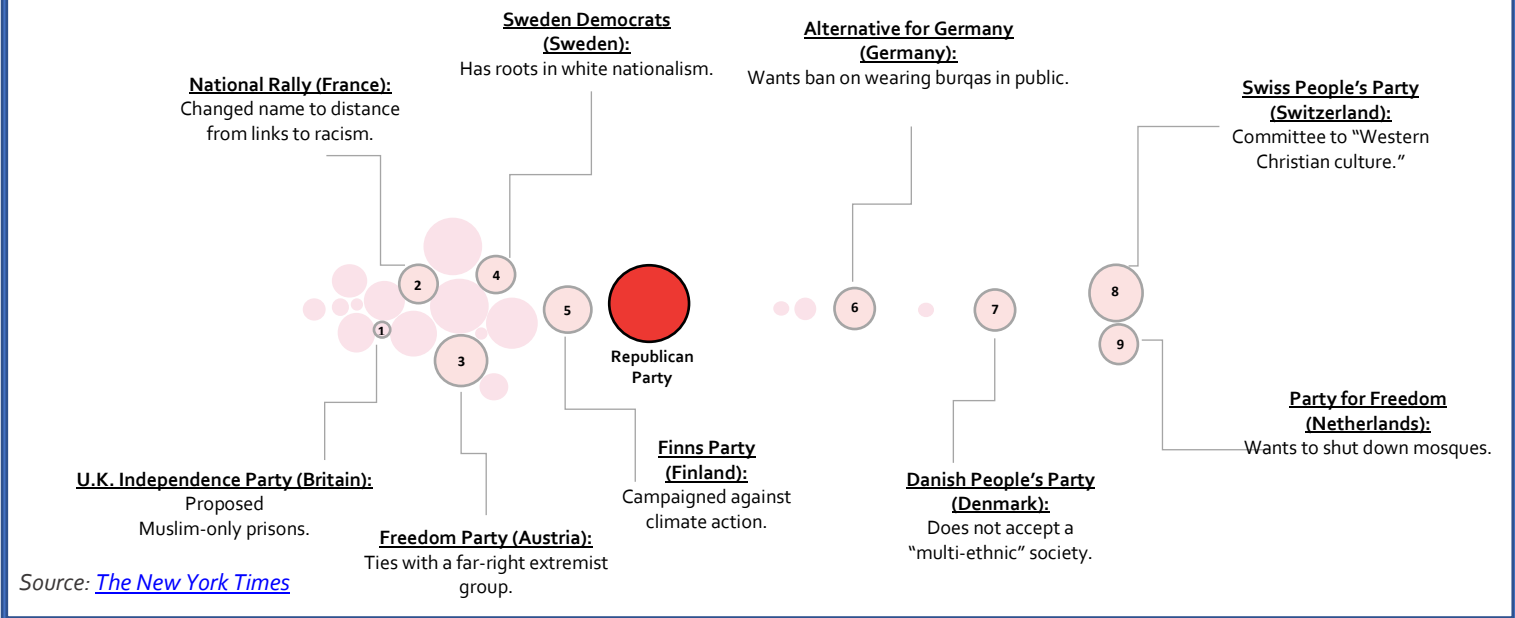 Sweden Democrats
(Sweden):
Has roots in white nationalism.
Alternative for Germany
(Germany):
Wants ban on wearing burqas in public.
National Rally (France):
Changed name to distance
from links to racism.
Swiss People's Party
(Switzerland):
Committee to “Western
Christian culture.”
4
2
5
1
3
Republican
Party
6
7
8
9
U.K. Independence Party (Britain):
Proposed
Muslim-only prisons.
Freedom Party (Austria):
Ties with a far-right extremist
group.
Finns Party
(Finland):
Campaigned against
climate action.
Danish People's Party
(Denmark):
Does not accept a
“multi-ethnic” society.
Party for Freedom
(Netherlands):
Wants to shut down mosques.
Source: The New York Times